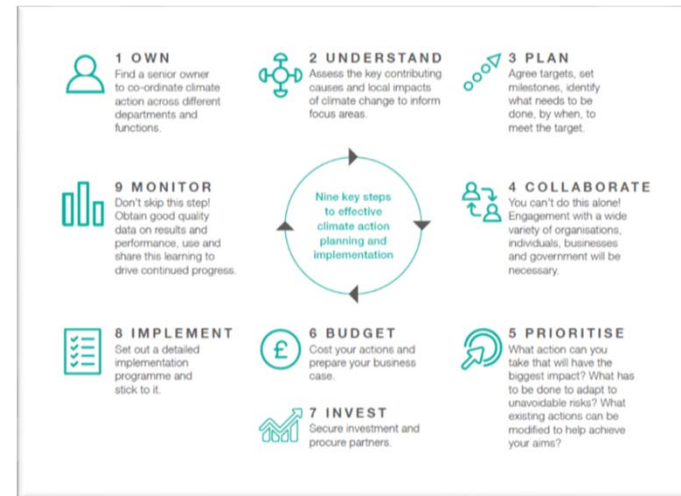 1 OWN
Find a senior owner
to co-ordinate climate
action across different
departments and
functions.
2 UNDERSTAND
Assess the key contributing
causes and local impacts
of climate change to inform
focus areas.
3 PLAN
Agree targets, set
milestones, identify
what needs to be
done, by when, to
meet the target.
9 MONITOR
Don't skip this step!
Obtain good quality
data on results and
performance, use and
share this learning to
drive continued progress.
Nine key steps
to effective
climate action
planning and
implementation
4 COLLABORATE
You can't do this alone!
Engagement with a wide
variety of organisations,
individuals, businesses
and government will be
necessary.
8 IMPLEMENT
Set out a detailed
implementation
programme and
stick to it.
£
6 BUDGET
Cost your actions and
prepare your business
case.
7 INVEST
Secure investment and
procure partners.
5 PRIORITISE
What action can you
take that will have the
biggest impact? What has
to be done to adapt to
unavoidable risks? What
existing actions can be
modified to help achieve
your aims?